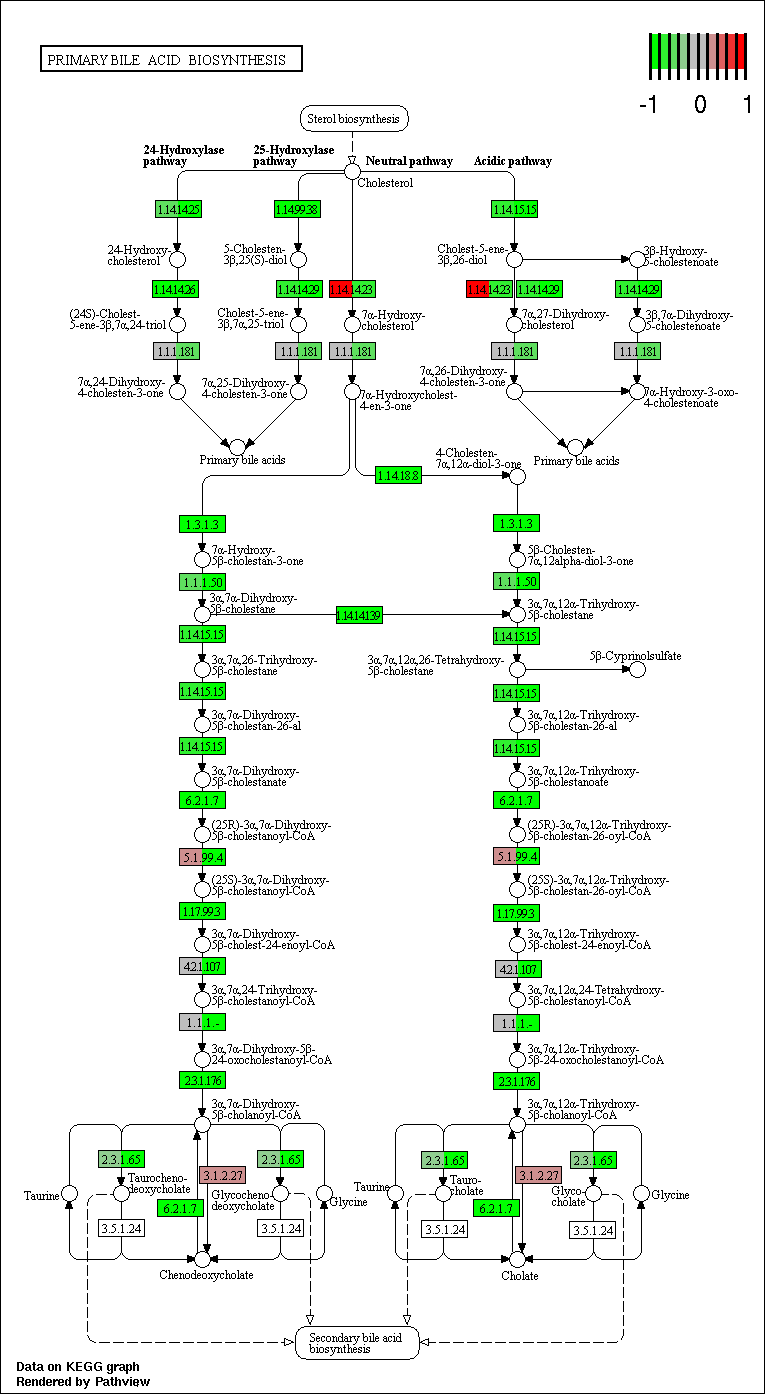 PRIMARY BILE ACID BIOSYNTHESIS
-1 0 1
Sterol biosynthesis
24-Hydroxylase
pathway
25-Hydroxylase
pathway
Neutral pathway
Acidic pathway
Cholesterol
1.14.14.25
1.14.99.38
1.14.15.15
24-Hydroxy-
cholesterol
5-Cholesten-
3β,25(S)-diol
Cholest-5-ene-
3β,26-diol
3β-Hydroxy-
5-cholestenoate
1.14.14.26
1.14.14.29
1.14.14.23
1.14.14.23
1.14.14.29
1.14.14.29
(24S)-Cholest-
5-ene-3β,7α,24-triol
Cholest-5-ene-
3β,7α,25-triol
7α-Hydroxy-
cholesterol
7α,27-Dihydroxy-
cholesterol
3β,7α-Dihydroxy-
5-cholestenoate
1.1.1.181
1.1.1.181
1.1.1.181
1.1.1.181
1.1.1.181
7α,24-Dihydroxy-
4-cholesten-3-one
7α,25-Dihydroxy-
4-cholesten-3-one
7α-Hydroxycholest-
4-en-3-one
7α,26-Dihydroxy-
4-cholesten-3-one
7α-Hydroxy-3-oxo-
4-cholestenoate
Primary bile acids
Primary bile acids
4-Cholesten-
7α,12α-diol-3-one
1.14.18.8
1.3.1.3
1.3.1.3
7α-Hydroxy-
5β-cholestan-3-one
5β-Cholesten-
7α,12alpha-diol-3-one
1.1.1.50
1.1.1.50
3α,7α-Dihydroxy-
5β-cholestane
1.14.14.139
3α,7α,12α-Trihydroxy-
5β-cholestane
1.14.15.15
1.14.15.15
3α,7α,26-Trihydroxy-
5β-cholestane
3α,7α,12α,26-Tetrahydroxy-
5β-cholestane
5β-Cyprinolsulfate
1.14.15.15
1.14.15.15
3α,7α-Dihydroxy-
5β-cholestan-26-al
3α,7α,12α-Trihydroxy-
5β-cholestan-26-al
1.14.15.15
1.14.15.15
3α,7α-Dihydroxy-
5β-cholestanate
3α,7α,12α-Trihydroxy-
5β-cholestanoate
6.2.1.7
6.2.1.7
(25R)-3α,7α-Dihydroxy-
5β-cholestanoyl-CoA
(25R)-3α,7α,12α-Trihydroxy-
5β-cholestan-26-oyl-CoA
5.1.99.4
5.1.99.4
(25S)-3α,7α-Dihydroxy-
5β-cholestanoyl-CoA
(25S)-3α,7α,12α-Trihydroxy-
5β-cholestan-26-oyl-CoA
1.17.99.3
1.17.99.3
3α,7α-Dihydroxy-
5β-cholest-24-enoyl-CoA
3α,7α,12α-Trihydroxy-
5β-cholest-24-enoyl-CoA
4.2.1.107
4.2.1.107
3α,7α,24-Trihydroxy-
5β-cholestanoyl-CoA
3α,7α,12α,24-Tetrahydroxy-
5β-cholestanoyl-CoA
1.1.1.-
1.1.1.-
3α,7α-Dihydroxy-5β-
24-oxocholestanoyl-CoA
3α,7α,12α-Trihydroxy-
5β-24-oxocholestanoyl-CoA
2.3.1.176
2.3.1.176
3α,7α-Dihydroxy-
5β-cholanoyl-CoA
3α,7α,12α-Trihydroxy-
5β-cholanoyl-CoA
2.3.1.65
2.3.1.65
2.3.1.65
2.3.1.65
3.1.2.27
3.1.2.27
Taurine
Taurocheno-
deoxycholate
Glycocheno-
deoxycholate
Glycine
Taurine
Tauro-
cholate
Glyco-
cholate
Glycine
6.2.1.7
6.2.1.7
3.5.1.24
3.5.1.24
3.5.1.24
3.5.1.24
Chenodeoxycholate
Cholate
Secondary bile acid
biosynthesis
Data on KEGG graph
Rendered by Pathview